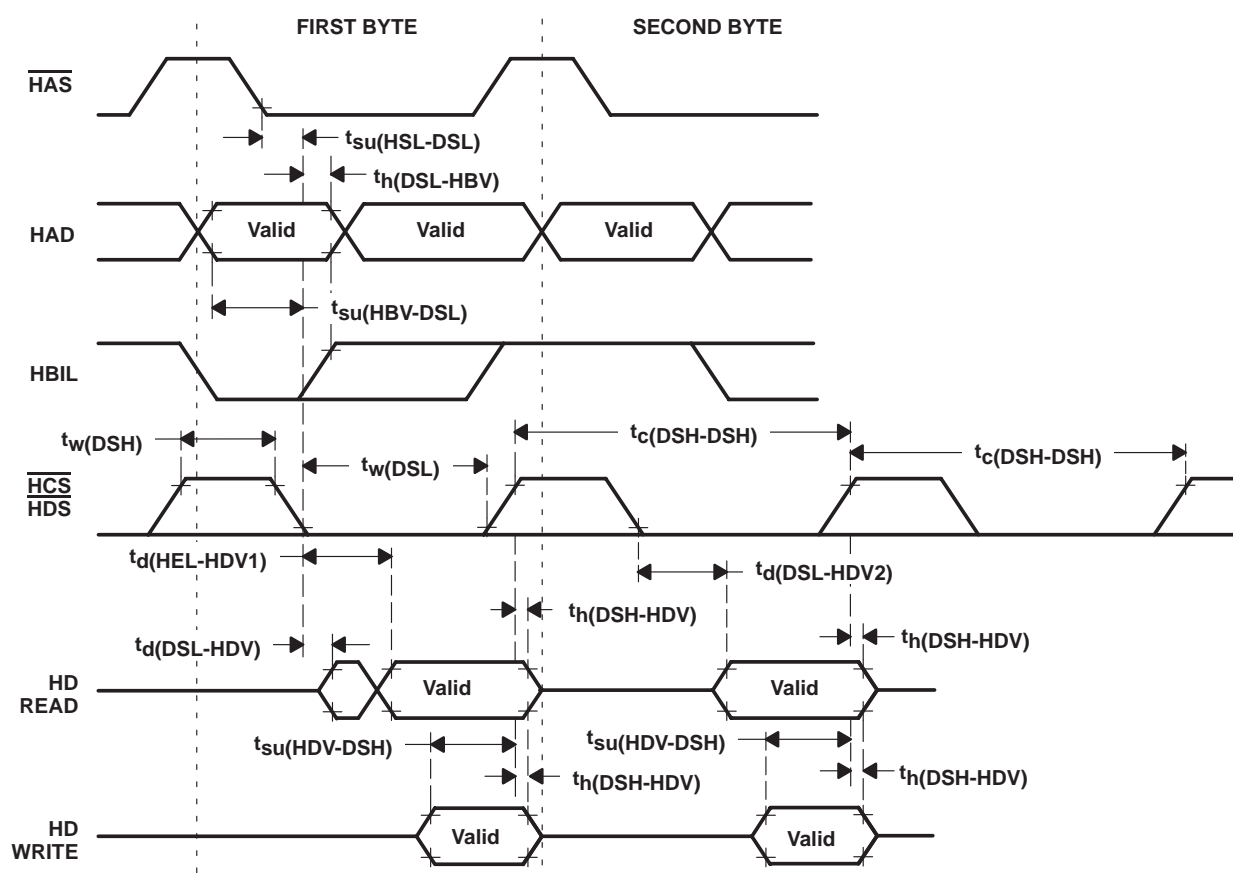 FIRST BYTE
SECOND BYTE
HAS
tsu(HSL-DSL)
th(DSL-HBV)
HAD
Valid
Valid
Valid
tsu(HBV-DSL)
HBIL
tw(DSH)
tc(DSH-DSH)
tw(DSL)
tc(DSH-DSH)
HCS
HDS
td(HEL-HDV1)
td(DSL-HDV2)
th(DSH-HDV)
td(DSL-HDV)
th(DSH-HDV)
HD
READ
Valid
Valid
tsu(HDV-DSH)
tsu(HDV-DSH)
th(DSH-HDV)
th(DSH-HDV)
HD
WRITE
Valid
Valid